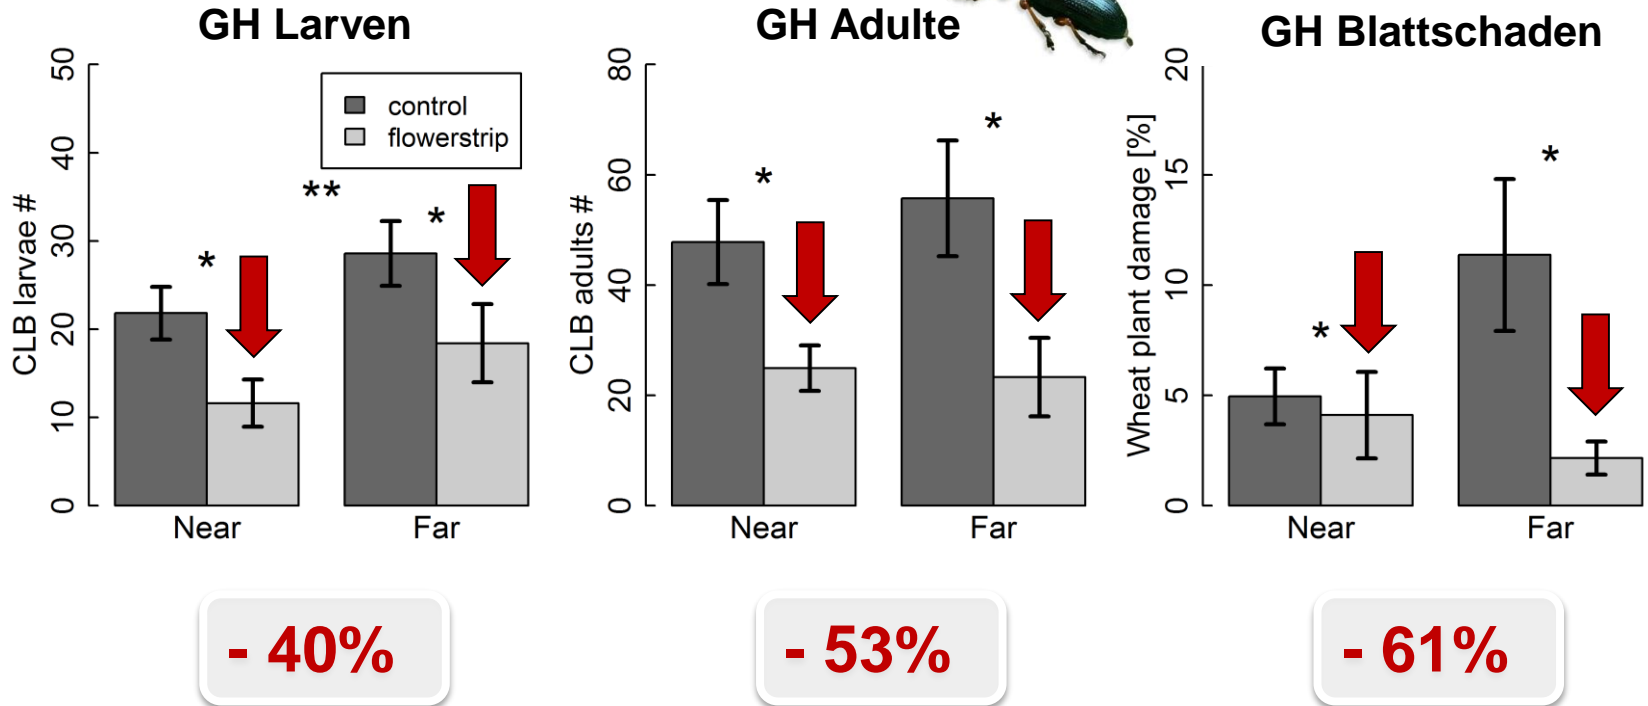 GH Larven
50
40
30
20
10
0
CLB larvae #
control
flowerstrip
*
**
*
Near
Far
- 40%
GH Adulte
80
60
40
20
0
CLB adults #
*
*
Near
Far
- 53%
GH Blattschaden
20
15
10
5
0
Wheat plant damage [%]
*
*
Near
Far
- 61%